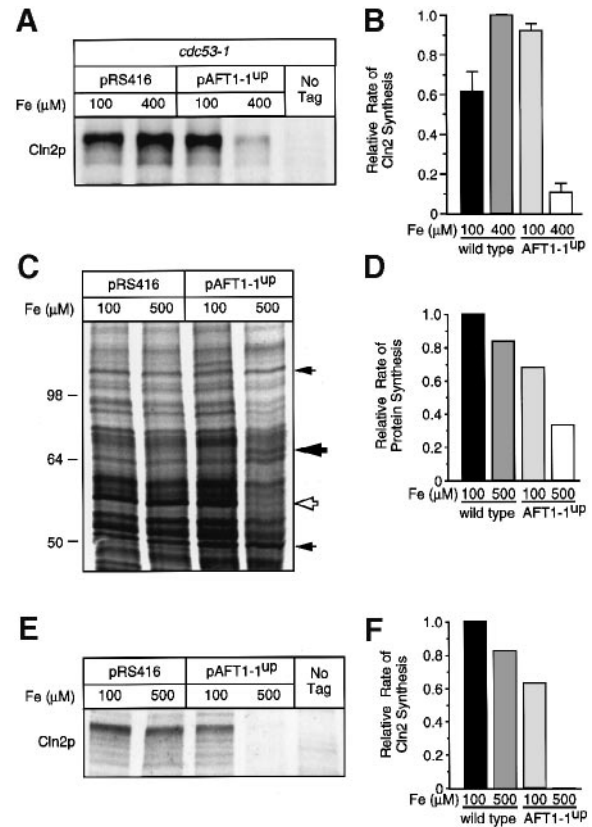 A
cdc53-1
pRS416 pAFT1-1up No Tag
Fe (μM) 100 400 100 400
Cln2p
B
Relative Rate of Cln2 Synthesis
1.0
0.8
0.6
0.4
0.2
0
Fe (μM) 100 400 100 400
wild type AFT1-1up
C
pRS416 pAFT1-1up
Fe (μM) 100 500 100 500
98
64
50
D
Relative Rate of Protein Synthesis
1.0
0.8
0.6
0.4
0.2
0
Fe (μM) 100 500 100 500
wild type AFT1-1up
E
pRS416 pAFT1-1up No Tag
Fe (μM) 100 500 100 500
Cln2p
F
Relative Rate of Cln2 Synthesis
1.0
0.8
0.6
0.4
0.2
0
Fe (μM) 100 500 100 500
wild type AFT1-1up